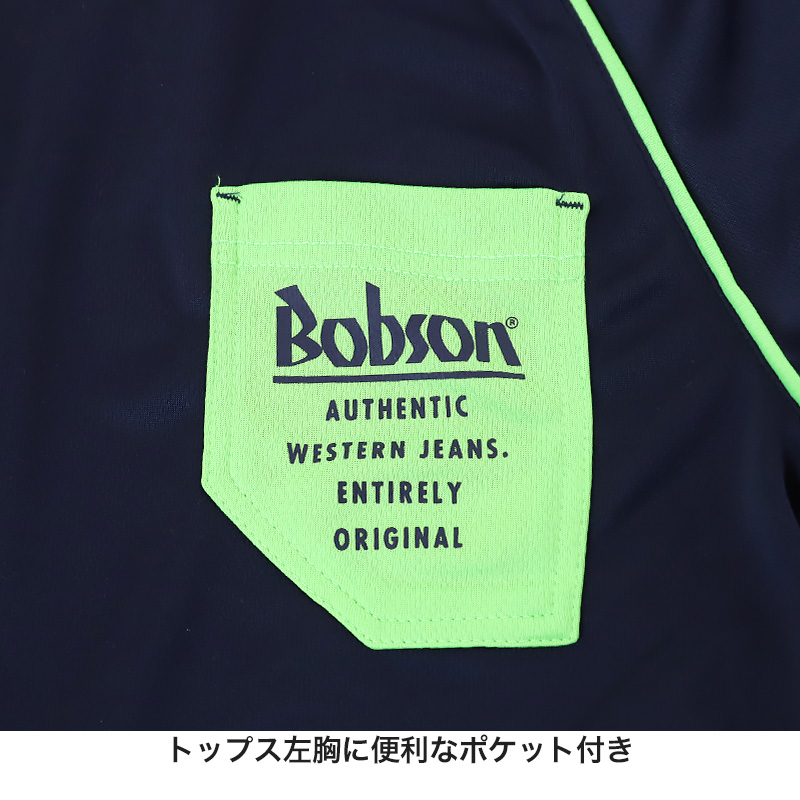 Bobson®
AUTHENTIC
WESTERN JEANS.
ENTIRELY
ORIGINAL
トップス左胸に便利なポケット付き